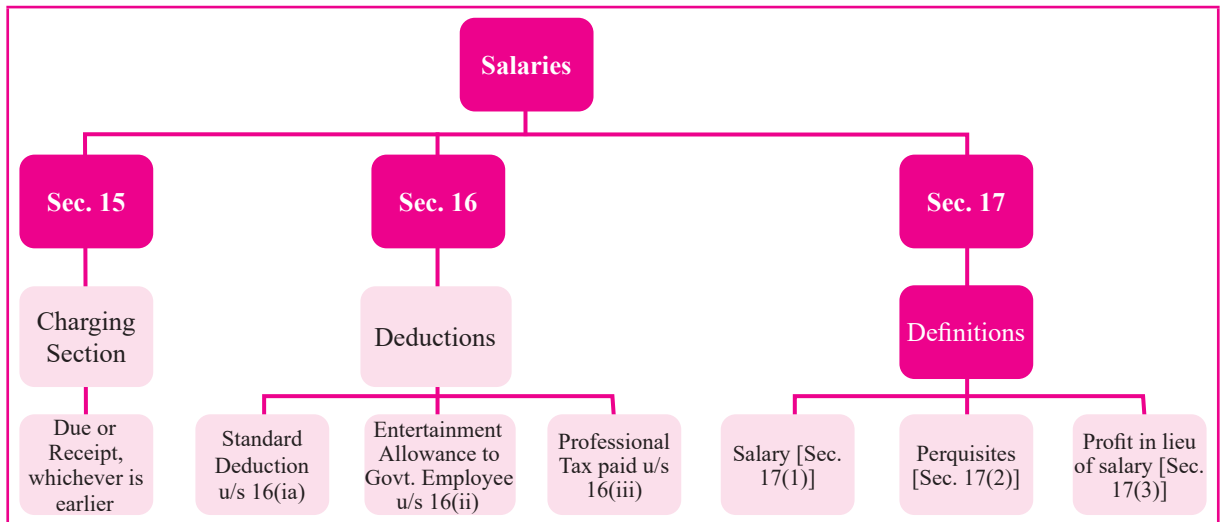 Salaries
Sec. 15
Sec. 16
Sec. 17
Charging
Section
Deductions
Definitions
Due or
Receipt,
whichever is
earlier
Standard
Deduction
u/s 16(ia)
Entertainment
Allowance to
Govt. Employee
u/s 16(ii)
Professional
Tax paid u/s
16(iii)
Salary [Sec.
17(1)]
Perquisites
[Sec. 17(2)]
Profit in lieu
of salary [Sec.
17(3)]